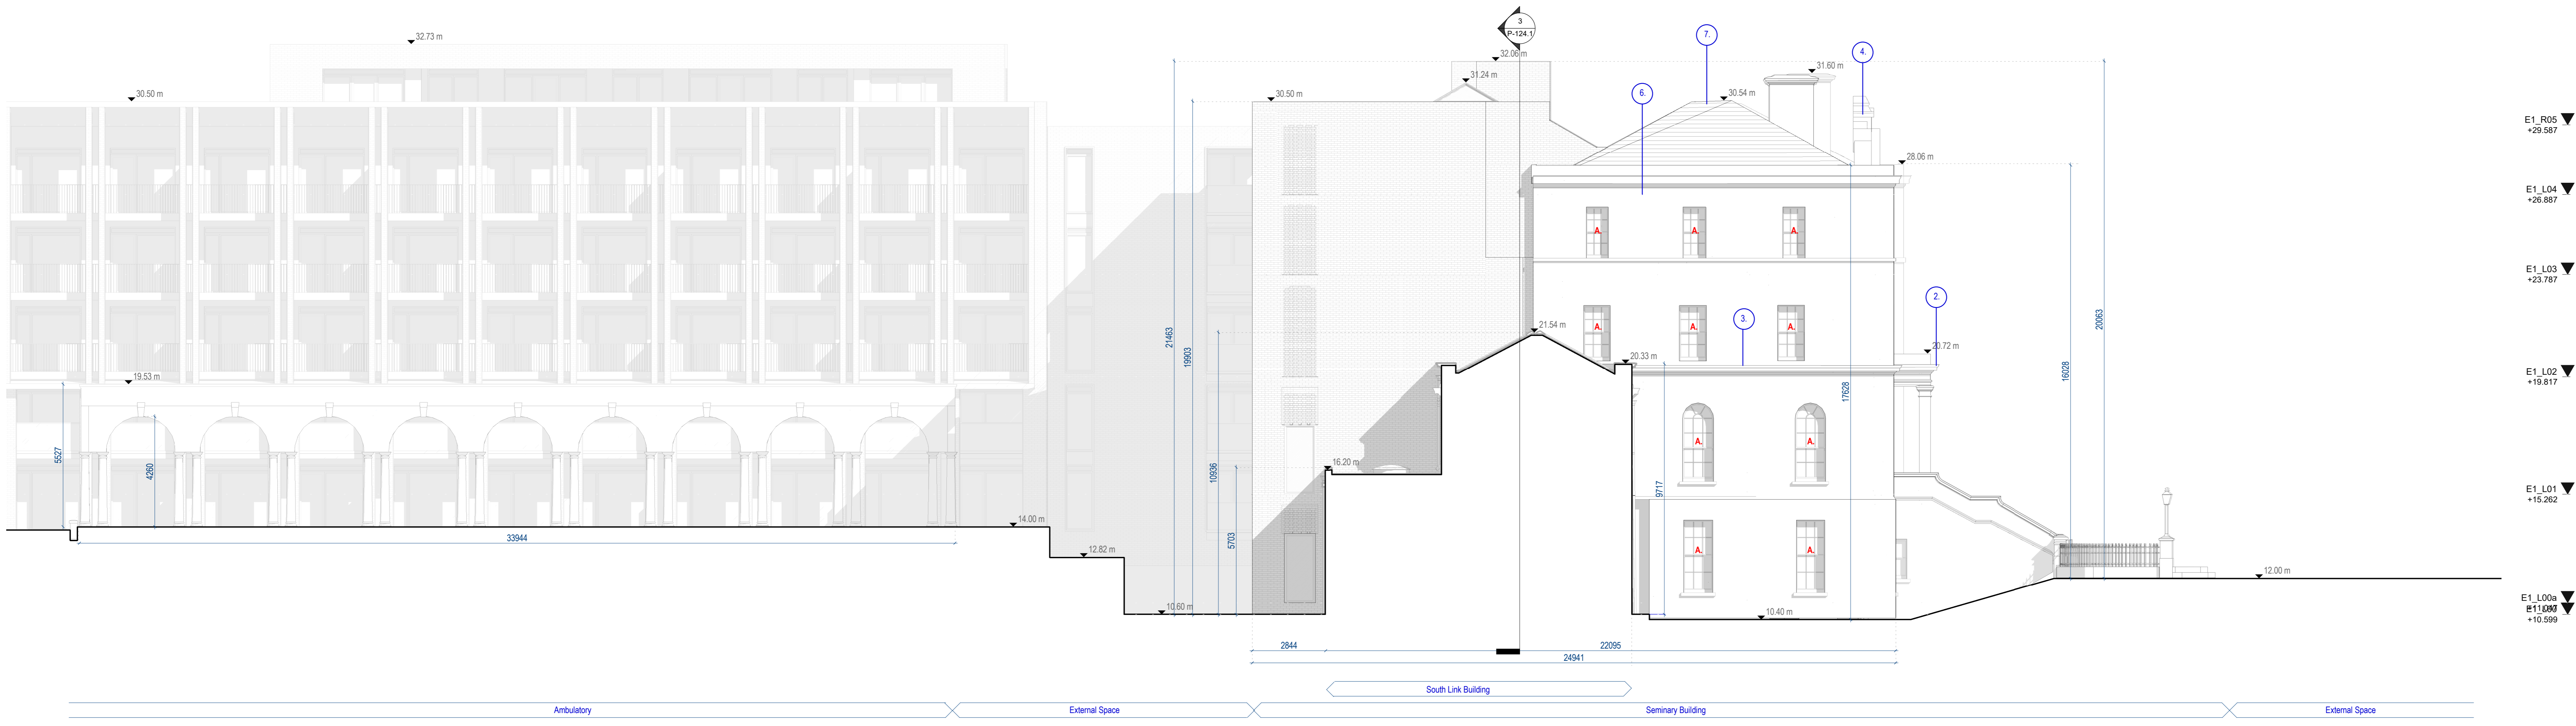 3
P-124.1
32.73 m
7.
4.
32.06 m
31.24 m
31.60 m
30.50 m
30.50 m
6.
30.54 m
E1_R05
+29.587
28.06 m
E1_L04
+26.887
A.
A.
A.
E1_L03
+23.787
2.
3.
21463
19903
20063
21.54 m
A.
A.
A.
20.33 m
20.72 m
19.53 m
E1_L02
+19.817
16028
17628
5527
4260
10936
A.
A.
16.20 m
9717
E1_L01
+15.262
5703
14.00 m
33944
12.82 m
A.
A.
12.00 m
10.60 m
10.40 m
E1_L00a
+10.599
2844
22095
24941
South Link Building
Ambulatory
External Space
Seminary Building
External Space